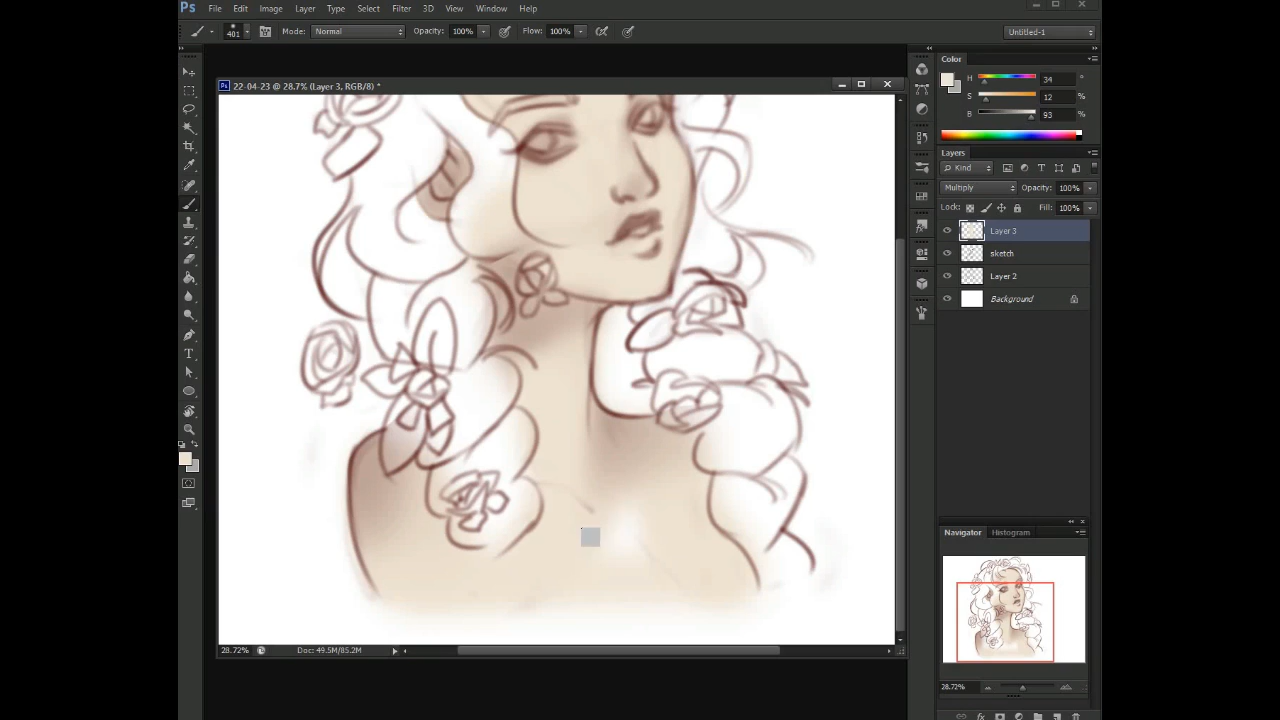 Ps File Edit Image Layer Type Select Filter 3D View Window Help
401 Mode: Normal Opacity: 100% Flow: 100% Untitled-1
Ps 22-04-23 @ 28.7% (Layer 3, RGB/8) *
Color
H 34 °
S 12 %
B 93 %
Layers
Kind
Multiply Opacity: 100%
Lock: Fill: 100%
Layer 3
sketch
Layer 2
Background
Navigator Histogram
28.72%
28.72% Doc: 49.5M/85.2M
fx